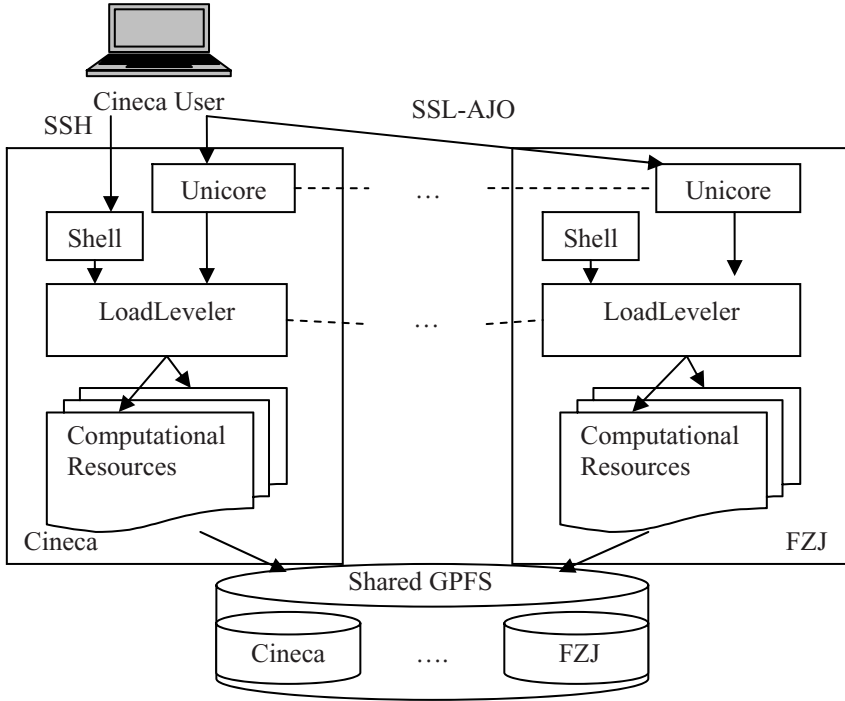 Cineca User
SSH
SSL-AJO
Unicore
...
Unicore
Shell
Shell
LoadLeveler
...
LoadLeveler
Computational
Resources
Computational
Resources
Cineca
FZJ
Shared GPFS
Cineca
....
FZJ